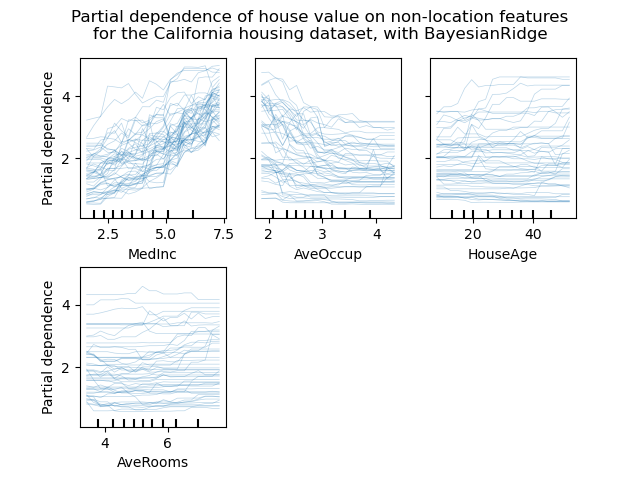 Partial dependence of house value on non-location features
for the California housing dataset, with BayesianRidge
Partial dependence
4
2
2.5 5.0 7.5
MedInc
2 3 4
AveOccup
20 40
HouseAge
Partial dependence
4
2
4 6
AveRooms